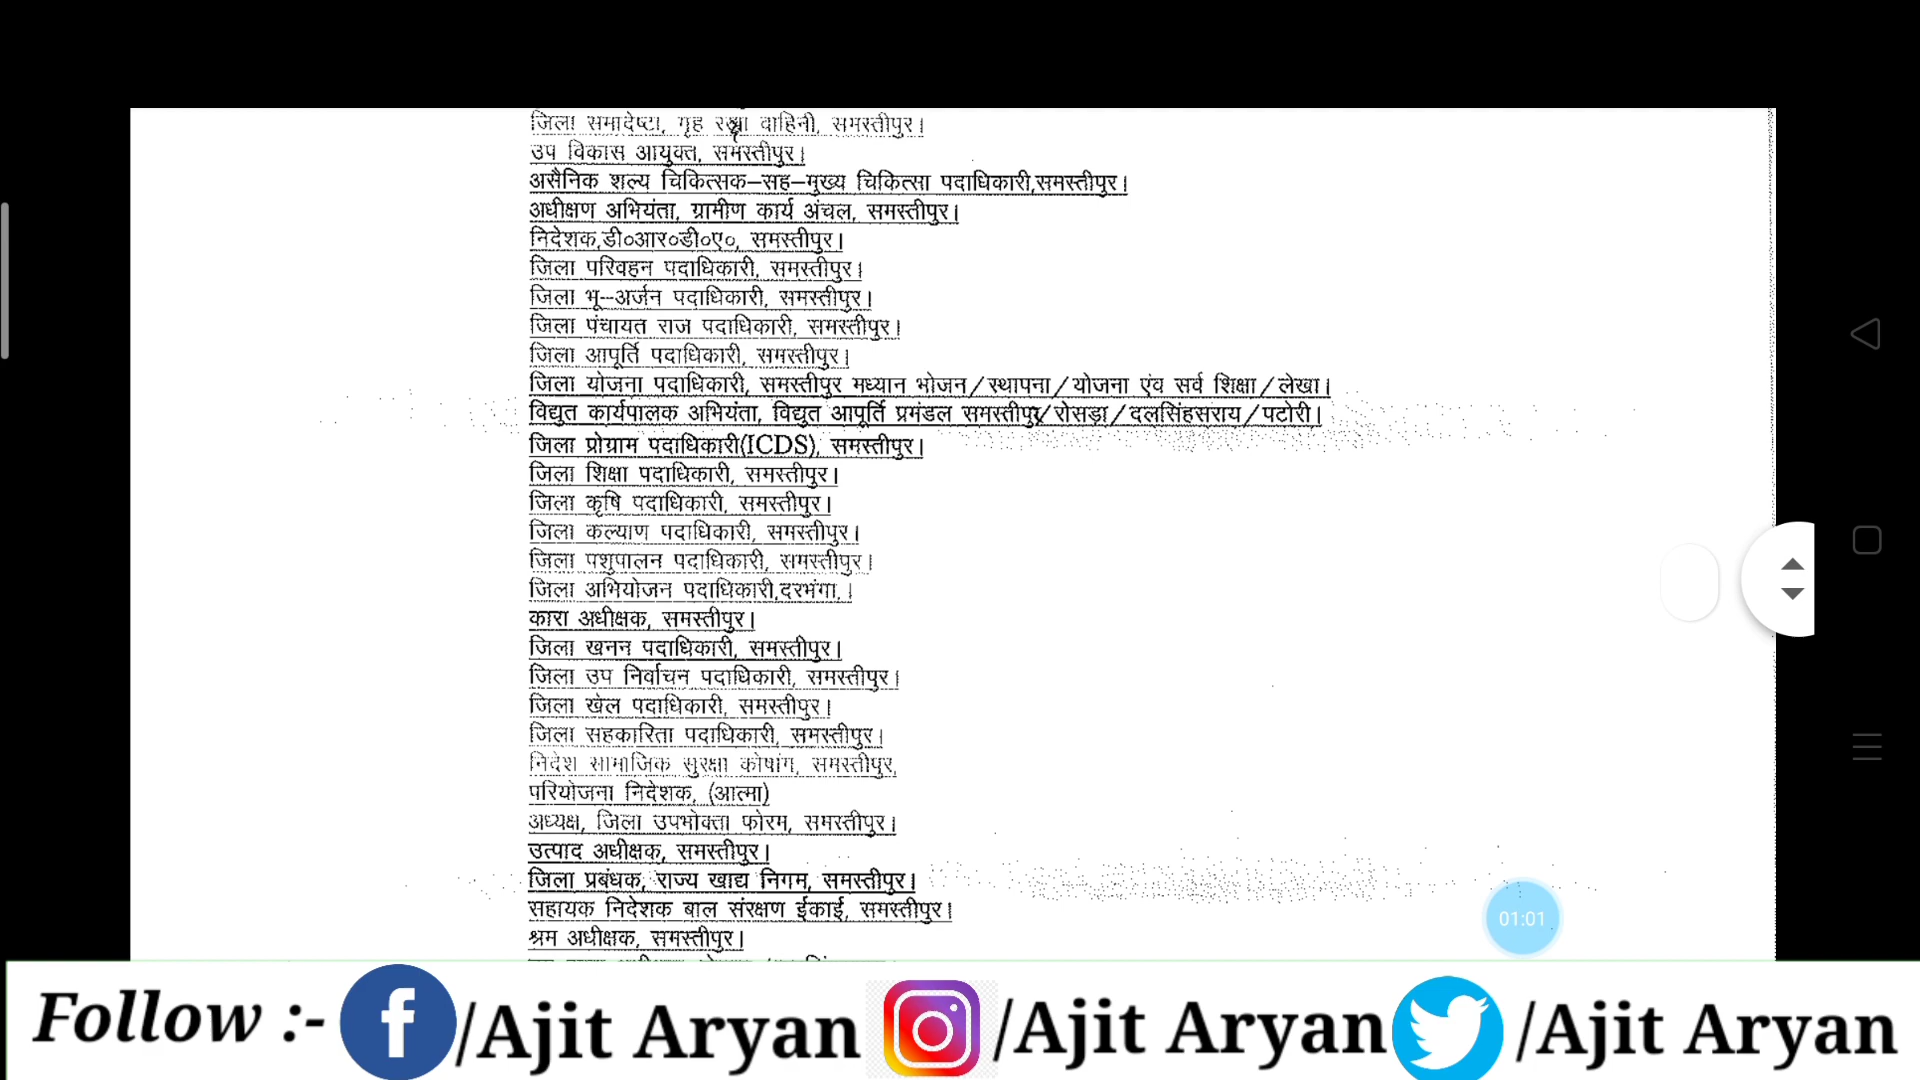 जिला समादेष्टा, गृह रक्षा वाहिनी, समस्तीपुर।
उप विकास आयुक्त, समस्तीपुर।
असैनिक शल्य चिकित्सक–सह–मुख्य चिकित्सा पदाधिकारी,समस्तीपुर।
अधीक्षण अभियंता, ग्रामीण कार्य अंचल, समस्तीपुर।
निदेशक,डी०आर०डी०ए०, समस्तीपुर।
जिला परिवहन पदाधिकारी, समस्तीपुर।
जिला भू–अर्जन पदाधिकारी, समस्तीपुर।
जिला पंचायत राज पदाधिकारी, समस्तीपुर।
जिला आपूर्ति पदाधिकारी, समस्तीपुर।
जिला योजना पदाधिकारी, समस्तीपुर मध्यान भोजन/स्थापना/योजना एंव सर्व शिक्षा/लेखा।
विद्युत कार्यपालक अभियंता, विद्युत आपूर्ति प्रमंडल समस्तीपुर/रोसड़ा/दलसिंहसराय/पटोरी।
जिला प्रोग्राम पदाधिकारी(ICDS), समस्तीपुर।
जिला शिक्षा पदाधिकारी, समस्तीपुर।
जिला कृषि पदाधिकारी, समस्तीपुर।
जिला कल्याण पदाधिकारी, समस्तीपुर।
जिला पशुपालन पदाधिकारी, समस्तीपुर।
जिला अभियोजन पदाधिकारी,दरभंगा,।
कारा अधीक्षक, समस्तीपुर।
जिला खनन पदाधिकारी, समस्तीपुर।
जिला उप निर्वाचन पदाधिकारी, समस्तीपुर।
जिला खेल पदाधिकारी, समस्तीपुर।
जिला सहकारिता पदाधिकारी, समस्तीपुर।
निदेश सामाजिक सुरक्षा कोषांग, समस्तीपुर,
परियोजना निदेशक, (आत्मा)
अध्यक्ष, जिला उपभोक्ता फोरम, समस्तीपुर।
उत्पाद अधीक्षक, समस्तीपुर।
जिला प्रबंधक, राज्य खाद्य निगम, समस्तीपुर।
सहायक निदेशक बाल संरक्षण ईकाई, समस्तीपुर।
श्रम अधीक्षक, समस्तीपुर।
01:01
Follow :- f/Ajit Aryan /Ajit Aryan /Ajit Aryan